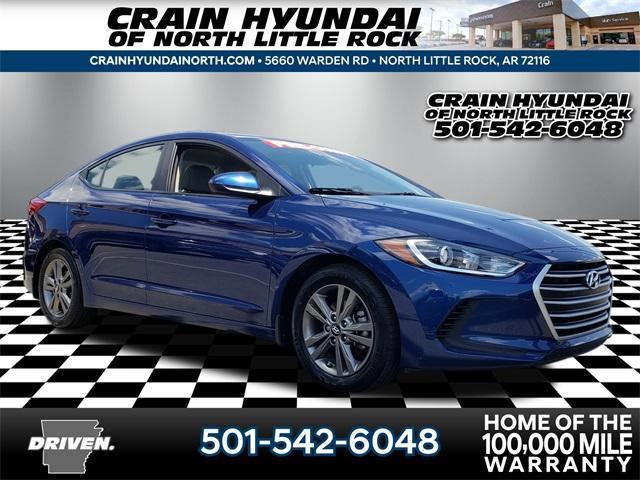 CRAIN HYUNDAI
OF NORTH LITTLE ROCK
CRAINHYUNDAINORTH.COM • 5660 WARDEN RD • NORTH LITTLE ROCK, AR 72116
Crain
CRAIN HYUNDAI
OF NORTH LITTLE ROCK
501-542-6048
DRIVEN.
501-542-6048
HOME OF THE
100,000 MILE
WARRANTY